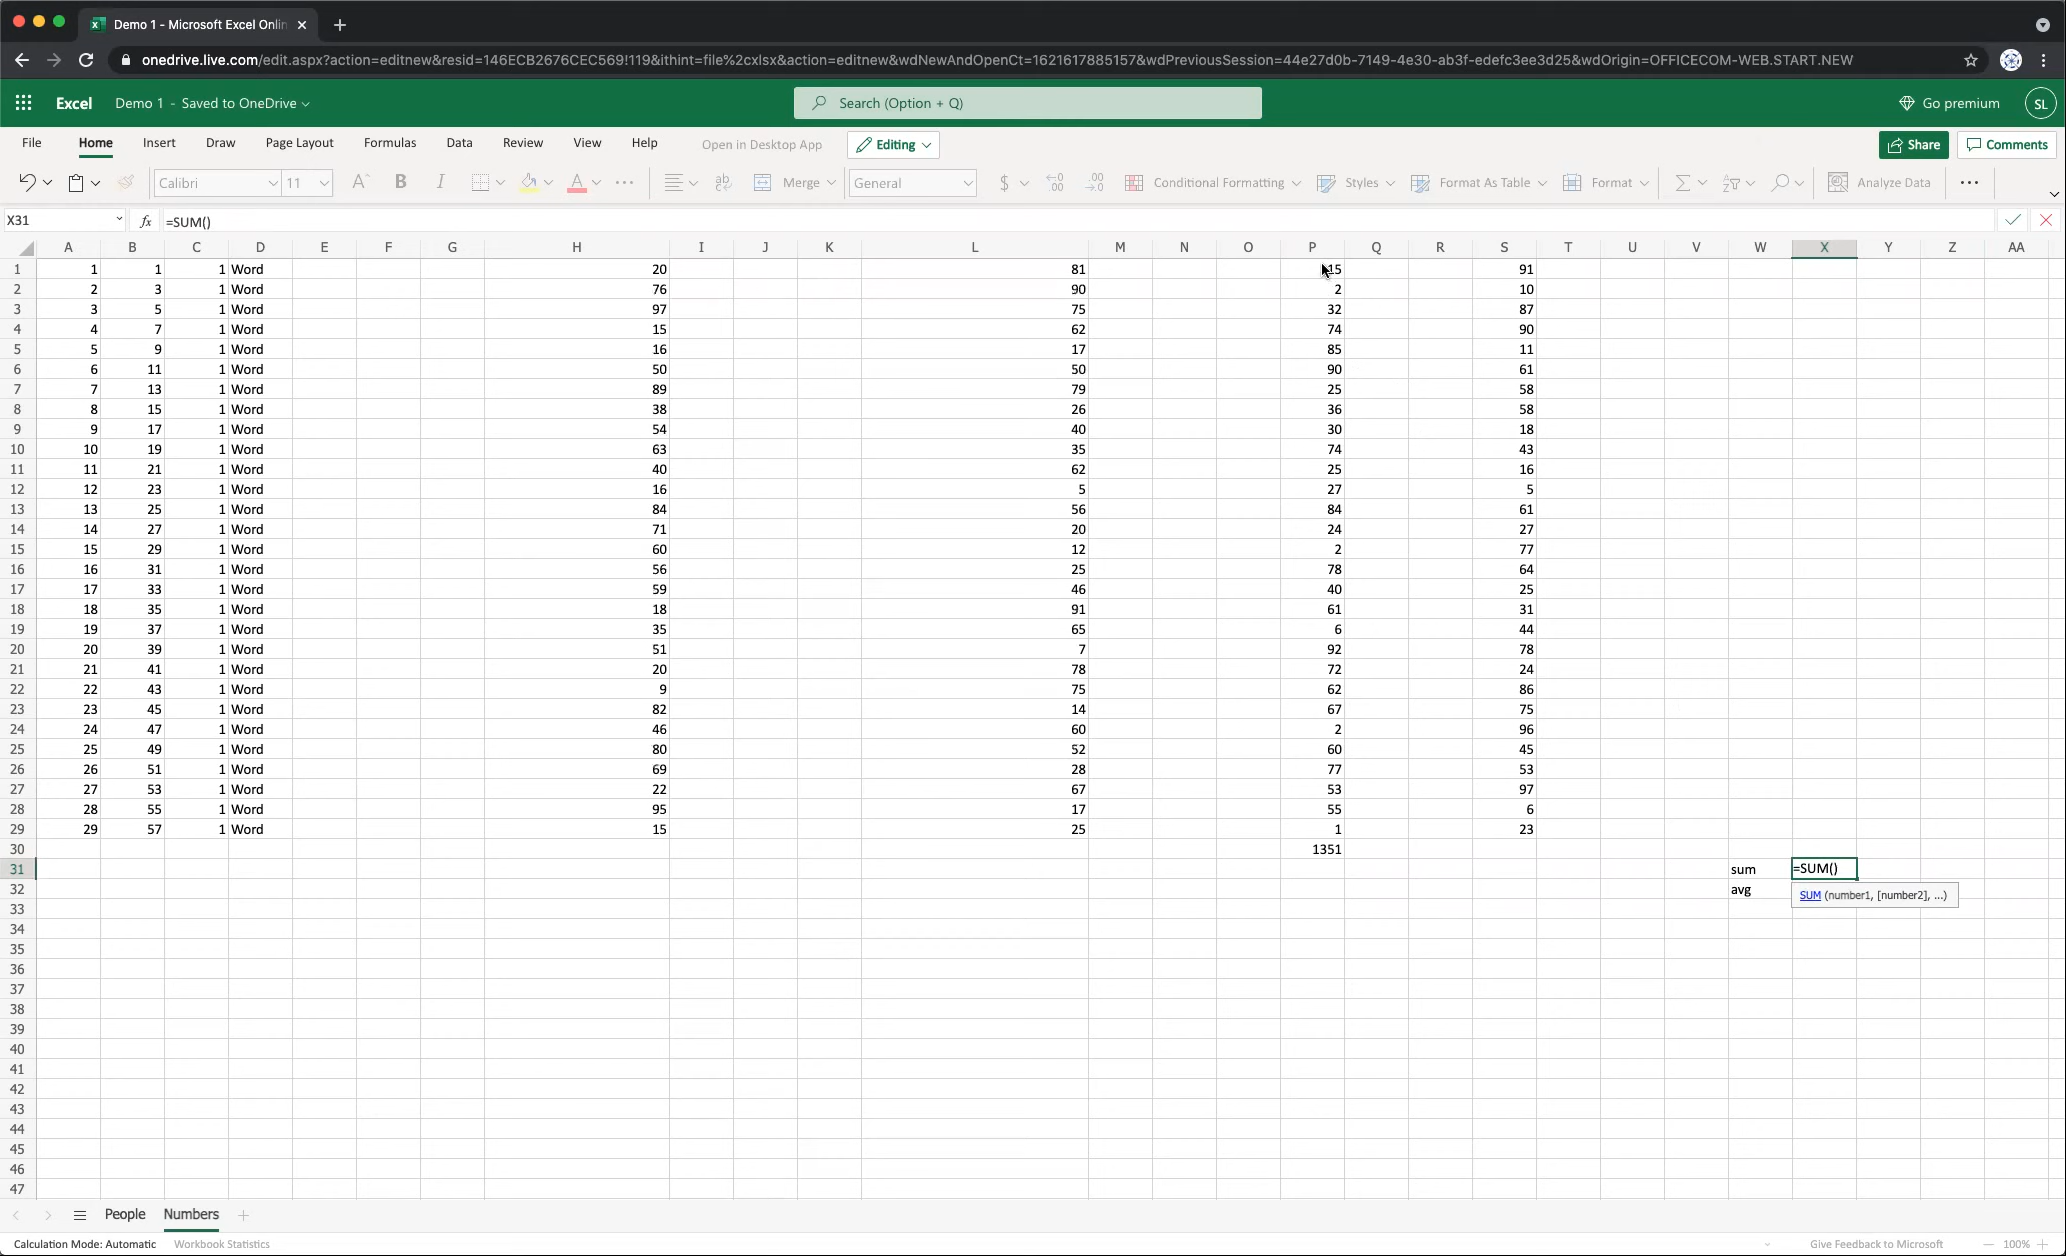 Demo 1 - Microsoft Excel Onlin
onedrive.live.com/edit.aspx?action=editnew&resid=146ECB2676CEC569!119&ithint=file%2cxlsx&action=editnew&wdNewAndOpenCt=1621617885157&wdPreviousSession=44e27d0b-7149-4e30-ab3f-edefc3ee3d25&wdOrigin=OFFICECOM-WEB.START.NEW
Excel Demo 1 - Saved to OneDrive Search (Option + Q) Go premium SL
File Home Insert Draw Page Layout Formulas Data Review View Help Open in Desktop App Editing Share Comments
Calibri 11 A B I A ab Merge General $ .00 .00 Conditional Formatting Styles Format As Table Format Analyze Data
X31 fx =SUM()
A B C D E F G H I J K L M N O P Q R S T U V W X Y Z AA
1 1 1 1 Word 20 81 15 91
2 2 3 1 Word 76 90 2 10
3 3 5 1 Word 97 75 32 87
4 4 7 1 Word 15 62 74 90
5 5 9 1 Word 16 17 85 11
6 6 11 1 Word 50 50 90 61
7 7 13 1 Word 89 79 25 58
8 8 15 1 Word 38 26 36 58
9 9 17 1 Word 54 40 30 18
10 10 19 1 Word 63 35 74 43
11 11 21 1 Word 40 62 25 16
12 12 23 1 Word 16 5 27 5
13 13 25 1 Word 84 56 84 61
14 14 27 1 Word 71 20 24 27
15 15 29 1 Word 60 12 2 77
16 16 31 1 Word 56 25 78 64
17 17 33 1 Word 59 46 40 25
18 18 35 1 Word 18 91 61 31
19 19 37 1 Word 35 65 6 44
20 20 39 1 Word 51 7 92 78
21 21 41 1 Word 20 78 72 24
22 22 43 1 Word 9 75 62 86
23 23 45 1 Word 82 14 67 75
24 24 47 1 Word 46 60 2 96
25 25 49 1 Word 80 52 60 45
26 26 51 1 Word 69 28 77 53
27 27 53 1 Word 22 67 53 97
28 28 55 1 Word 95 17 55 6
29 29 57 1 Word 15 25 1 23
30 1351
31 sum =SUM()
32 avg SUM (number1, [number2], ...)
33
34
35
36
37
38
39
40
41
42
43
44
45
46
47
People Numbers
Calculation Mode: Automatic Workbook Statistics Give Feedback to Microsoft 100%